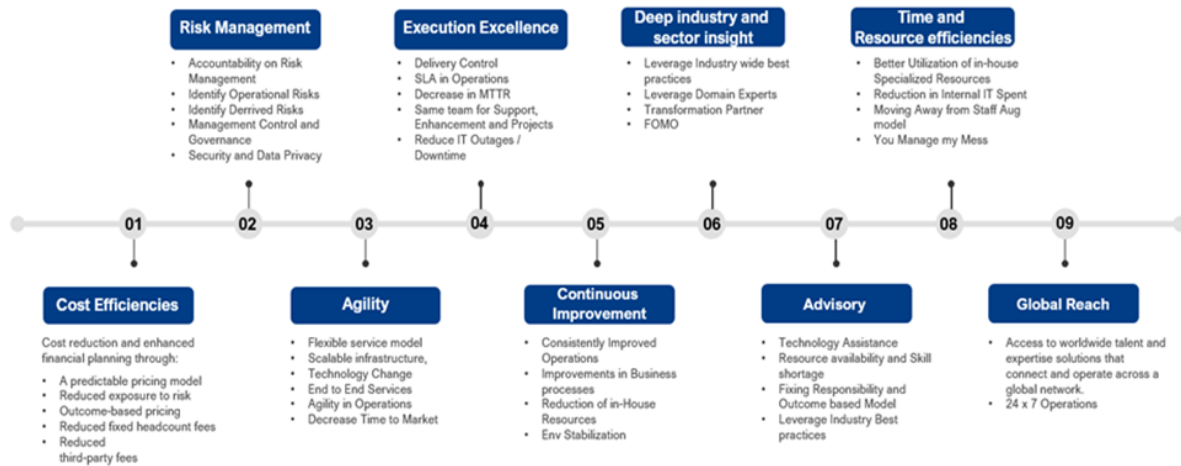 Risk Management
Accountability on Risk
Management
Identify Operational Risks
Identify Derrived Risks
Management Control and
Governance
Security and Data Privacy
Execution Excellence
Delivery Control
SLA in Operations
Decrease in MTTR
Same team for Support,
Enhancement and Projects
Reduce IT Outages /
Downtime
Deep industry and
sector insight
Leverage Industry wide best
practices
Leverage Domain Experts
Transformation Partner
FOMO
Time and
Resource efficiencies
Better Utilization of in-house
Specialized Resources
Reduction in Internal IT Spent
Moving Away from Staff Aug
model
You Manage my Mess
01 02 03 04 05 06 07 08 09
Cost Efficiencies
Cost reduction and enhanced
financial planning through:
A predictable pricing model
Reduced exposure to risk
Outcome-based pricing
Reduced fixed headcount fees
Reduced
third-party fees
Agility
Flexible service model
Scalable infrastructure,
Technology Change
End to End Services
Agility in Operations
Decrease Time to Market
Continuous
Improvement
Consistently Improved
Operations
Improvements in Business
processes
Reduction of in-House
Resources
Env Stabilization
Advisory
Technology Assistance
Resource availability and Skill
shortage
Fixing Responsibility and
Outcome based Model
Leverage Industry Best
practices
Global Reach
Access to worldwide talent and
expertise solutions that
connect and operate across a
global network.
24 x 7 Operations